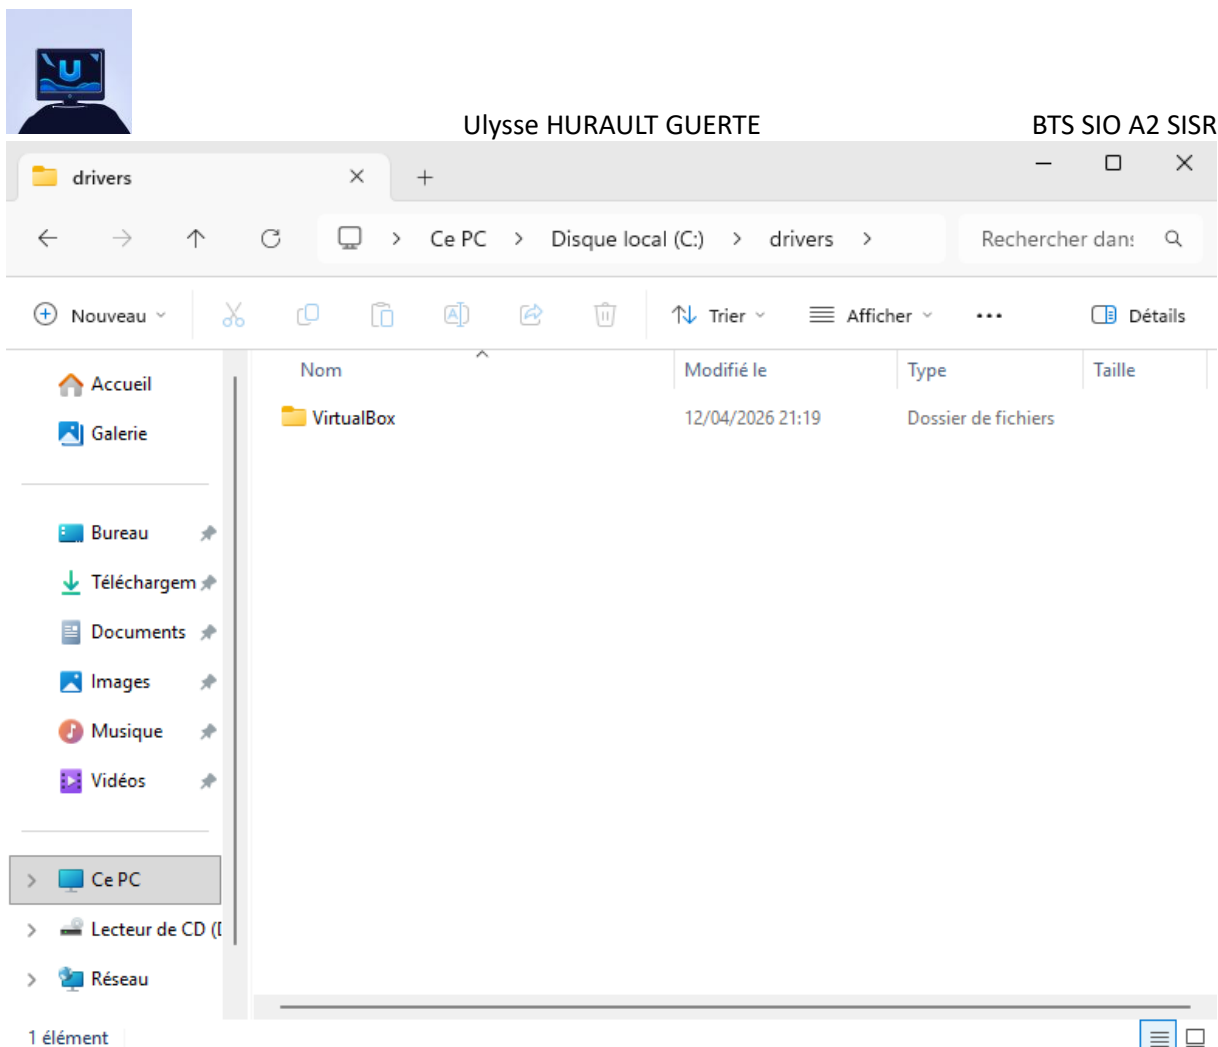 U
Ulysse HURAULT GUERTE BTS SIO A2 SISR
drivers
Ce PC > Disque local (C:) > drivers > Rechercher dans
Nouveau Trier Afficher ... Détails
Nom Modifié le Type Taille
VirtualBox 12/04/2026 21:19 Dossier de fichiers
Accueil
Galerie
Bureau
Téléchargem
Documents
Images
Musique
Vidéos
Ce PC
Lecteur de CD (D
Réseau
1 élément